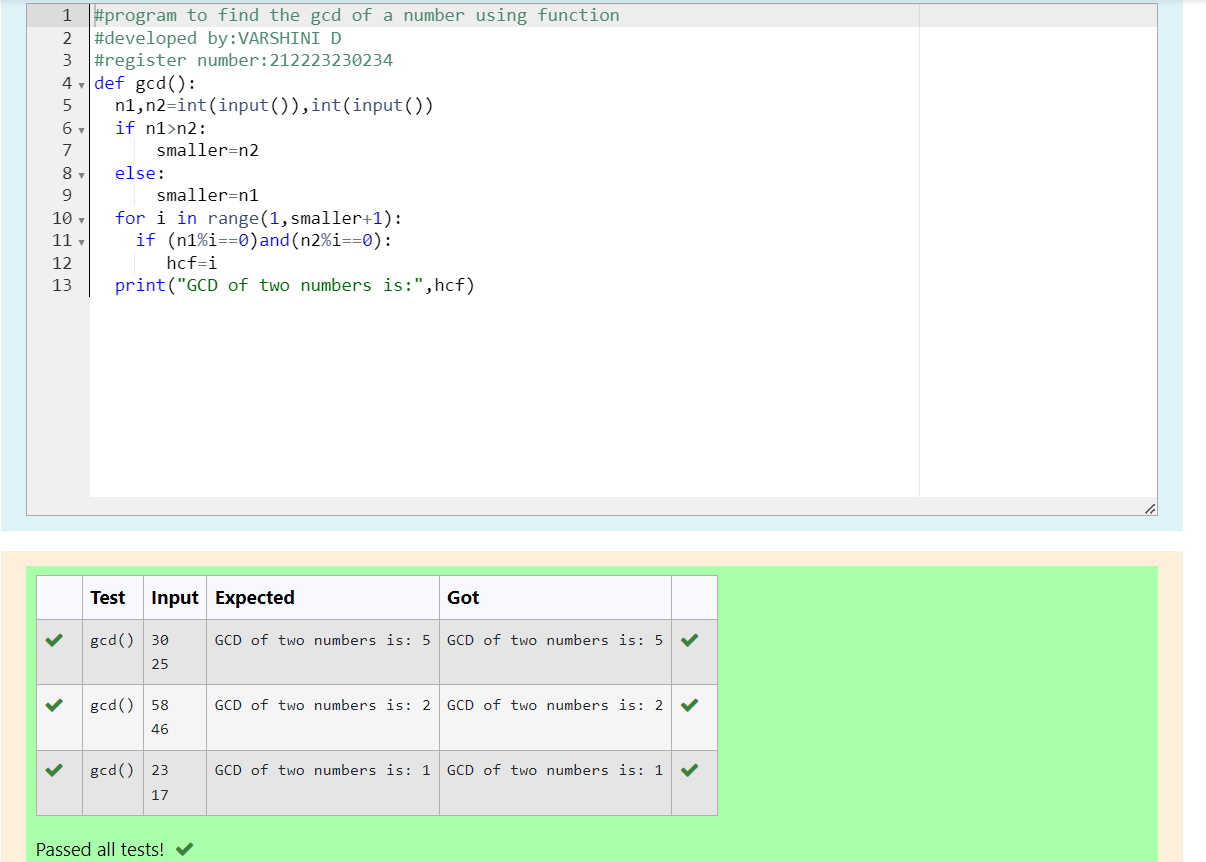 1 #program to find the gcd of a number using function
2 #developed by:VARSHINI D
3 #register number:212223230234
4 def gcd():
5   n1,n2=int(input()),int(input())
6   if n1>n2:
7       smaller=n2
8   else:
9       smaller=n1
10   for i in range(1,smaller+1):
11     if (n1%i==0)and(n2%i==0):
12        hcf=i
13   print("GCD of two numbers is:",hcf)
Test Input Expected Got
gcd() 30 GCD of two numbers is: 5 GCD of two numbers is: 5
25
gcd() 58 GCD of two numbers is: 2 GCD of two numbers is: 2
46
gcd() 23 GCD of two numbers is: 1 GCD of two numbers is: 1
17
Passed all tests!